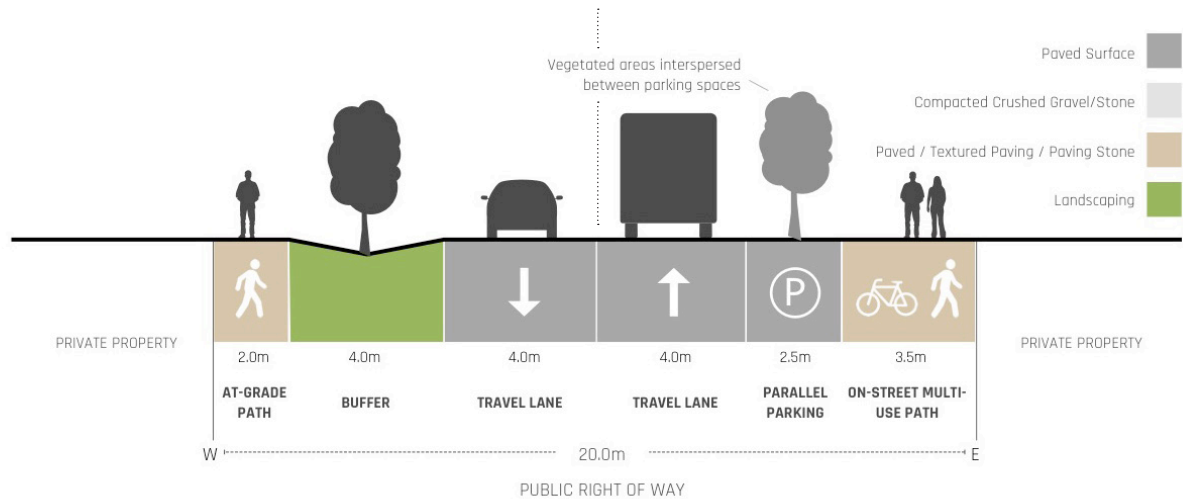 Vegetated areas interspersed
between parking spaces
Paved Surface
Compacted Crushed Gravel/Stone
Paved / Textured Paving / Paving Stone
Landscaping
P
PRIVATE PROPERTY
PRIVATE PROPERTY
2.0m
4.0m
4.0m
4.0m
2.5m
3.5m
AT-GRADE
PATH
BUFFER
TRAVEL LANE
TRAVEL LANE
PARALLEL
PARKING
ON-STREET MULTI-
USE PATH
W
20.0m
E
PUBLIC RIGHT OF WAY